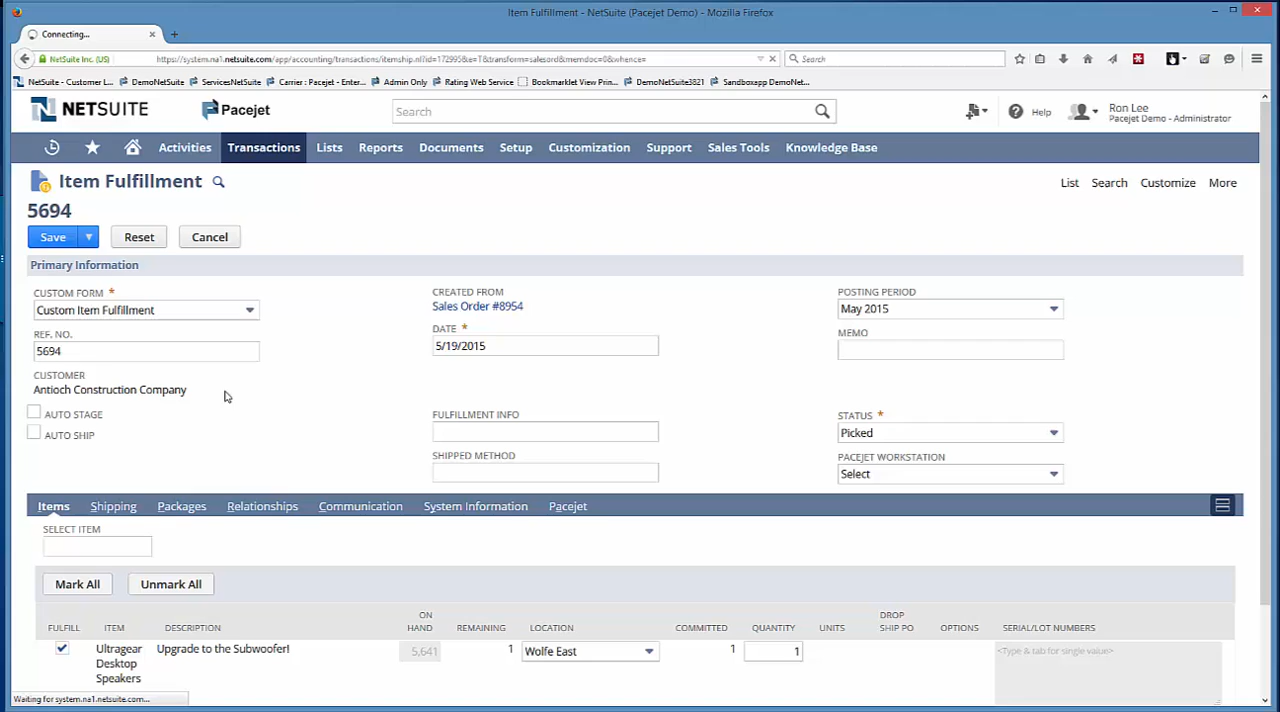 Item Fulfillment - NetSuite (Pacejet Demo) - Mozilla Firefox
Connecting...
NetSuite Inc. (US)
https://system.na1.netsuite.com/app/accounting/transactions/itemship.nl?id=172995&e=T&transform=salesord&memdoc=0&whence=
Search
NetSuite - Customer L...
DemoNetSuite
ServicesNetSuite
Carrier : Pacejet - Enter...
Admin Only
Rating Web Service
Bookmarklet View Prin...
DemoNetSuite3821
Sandboxapp DemoNet...
NETSUITE
Pacejet
Search
Help
Ron Lee
Pacejet Demo - Administrator
Activities
Transactions
Lists
Reports
Documents
Setup
Customization
Support
Sales Tools
Knowledge Base
Item Fulfillment
List
Search
Customize
More
5694
Save
Reset
Cancel
Primary Information
CUSTOM FORM *
Custom Item Fulfillment
REF. NO.
5694
CUSTOMER
Antioch Construction Company
AUTO STAGE
AUTO SHIP
CREATED FROM
Sales Order #8954
DATE *
5/19/2015
FULFILLMENT INFO
SHIPPED METHOD
POSTING PERIOD
May 2015
MEMO
STATUS *
Picked
PACEJET WORKSTATION
Select
Items
Shipping
Packages
Relationships
Communication
System Information
Pacejet
SELECT ITEM
Mark All
Unmark All
FULFILL
ITEM
DESCRIPTION
ON HAND
REMAINING
LOCATION
COMMITTED
QUANTITY
UNITS
DROP SHIP PO
OPTIONS
SERIAL/LOT NUMBERS
Ultragear
Desktop
Speakers
Upgrade to the Subwoofer!
5,641
1
Wolfe East
1
1
<Type & tab for single value>
Waiting for system.na1.netsuite.com...